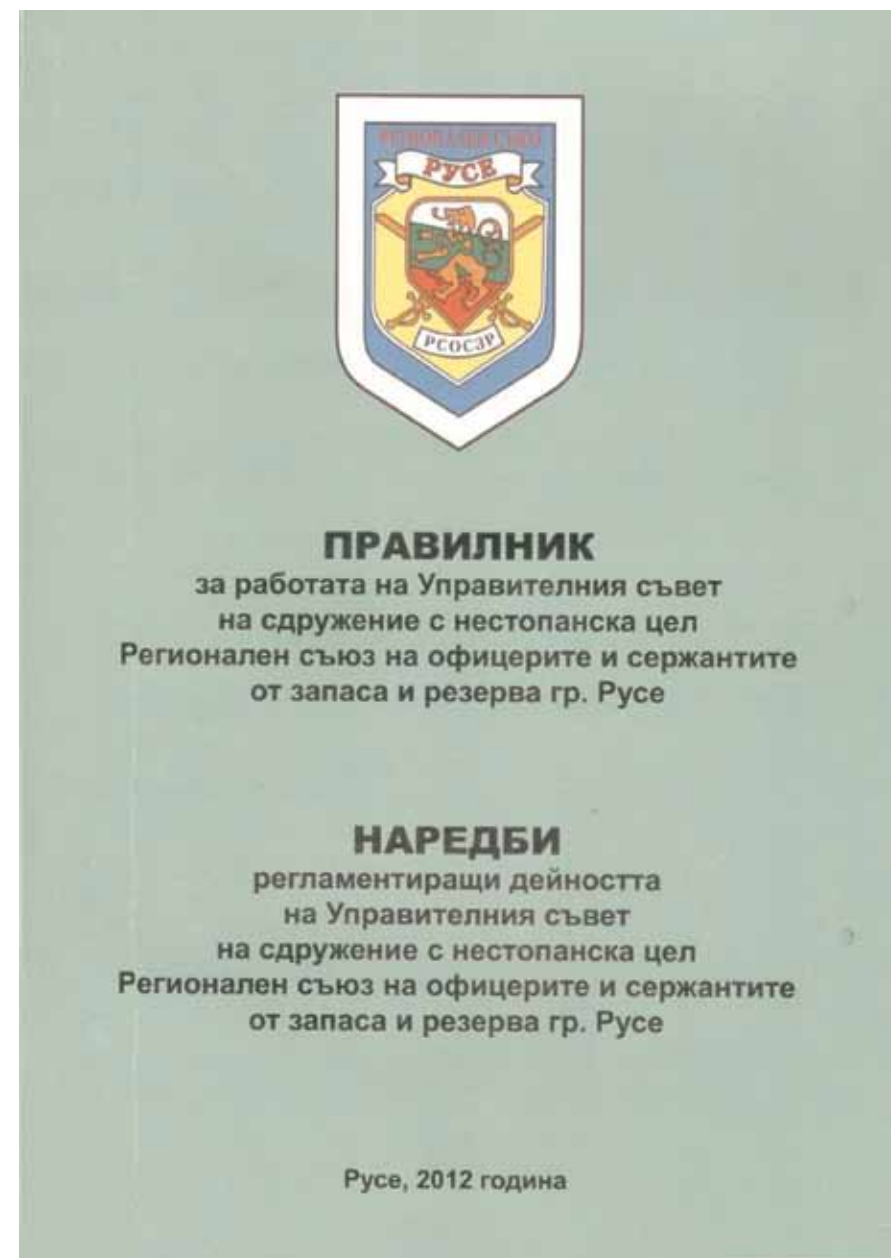 РЕГИОНАЛЕН СЪЮЗ
РУСЕ
РСОСЗР
ПРАВИЛНИК
за работата на Управителния съвет
на сдружение с нестопанска цел
Регионален съюз на офицерите и сержантите
от запаса и резерва гр. Русе
НАРЕДБИ
регламентиращи дейността
на Управителния съвет
на сдружение с нестопанска цел
Регионален съюз на офицерите и сержантите
от запаса и резерва гр. Русе
Русе, 2012 година